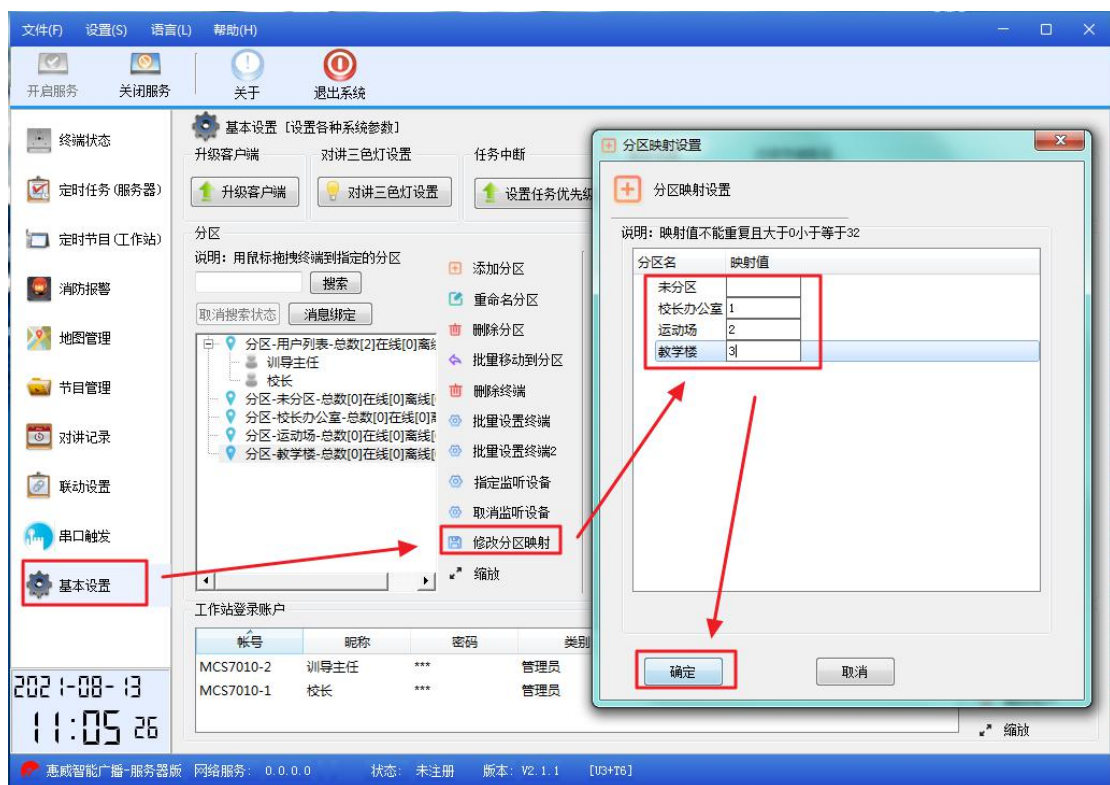 文件(F) 设置(S) 语言(L) 帮助(H)
开启服务 关闭服务 关于 退出系统
终端状态
定时任务(服务器)
定时节目(工作站)
消防报警
地图管理
节目管理
对讲记录
联动设置
串口触发
基本设置
2021-08-13
11:05 26
基本设置 [设置各种系统参数]
升级客户端 对讲三色灯设置 任务中断
升级客户端 对讲三色灯设置 设置任务优先级
分区
说明: 用鼠标拖拽终端到指定的分区
搜索
取消搜索状态 消息绑定
分区-用户列表-总数[2]在线[0]离线
训导主任
校长
分区-未分区-总数[0]在线[0]离线[
分区-校长办公室-总数[0]在线[0]
分区-运动场-总数[0]在线[0]离线[
分区-教学楼-总数[0]在线[0]离线[
添加分区
重命名分区
删除分区
批量移动到分区
删除终端
批量设置终端
批量设置终端2
指定监听设备
取消监听设备
修改分区映射
缩放
工作站登录账户
帐号 昵称 密码 类别
MCS7010-2 训导主任 *** 管理员
MCS7010-1 校长 *** 管理员
缩放
分区映射设置
分区映射设置
说明: 映射值不能重复且大于0小于等于32
分区名 映射值
未分区
校长办公室 1
运动场 2
教学楼 3
确定 取消
惠威智能广播-服务器版 网络服务: 0.0.0.0 状态: 未注册 版本: V2.1.1 [U3+T6]